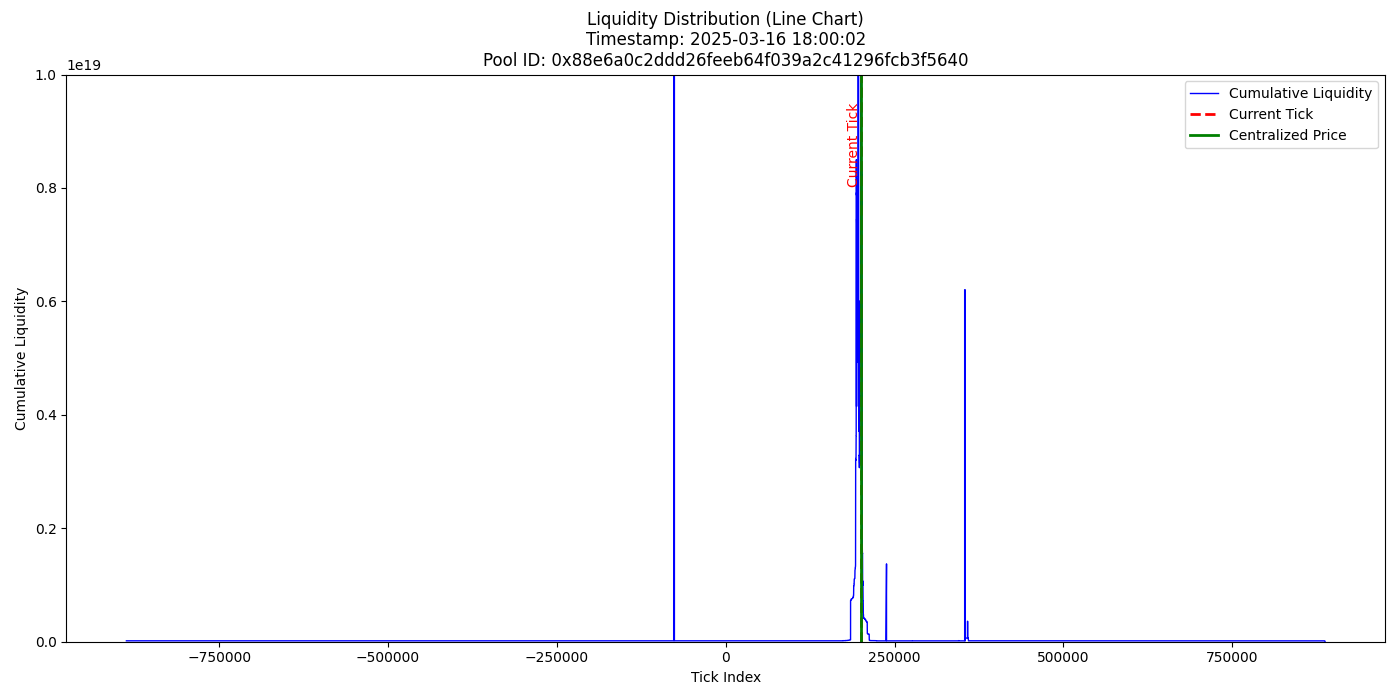 Liquidity Distribution (Line Chart)
Timestamp: 2025-03-16 18:00:02
Pool ID: 0x88e6a0c2ddd26feeb64f039a2c41296fcb3f5640
1e19
1.0
0.8
0.6
0.4
0.2
0.0
Cumulative Liquidity
Current Tick
Cumulative Liquidity
Current Tick
Centralized Price
−750000 −500000 −250000 0 250000 500000 750000
Tick Index